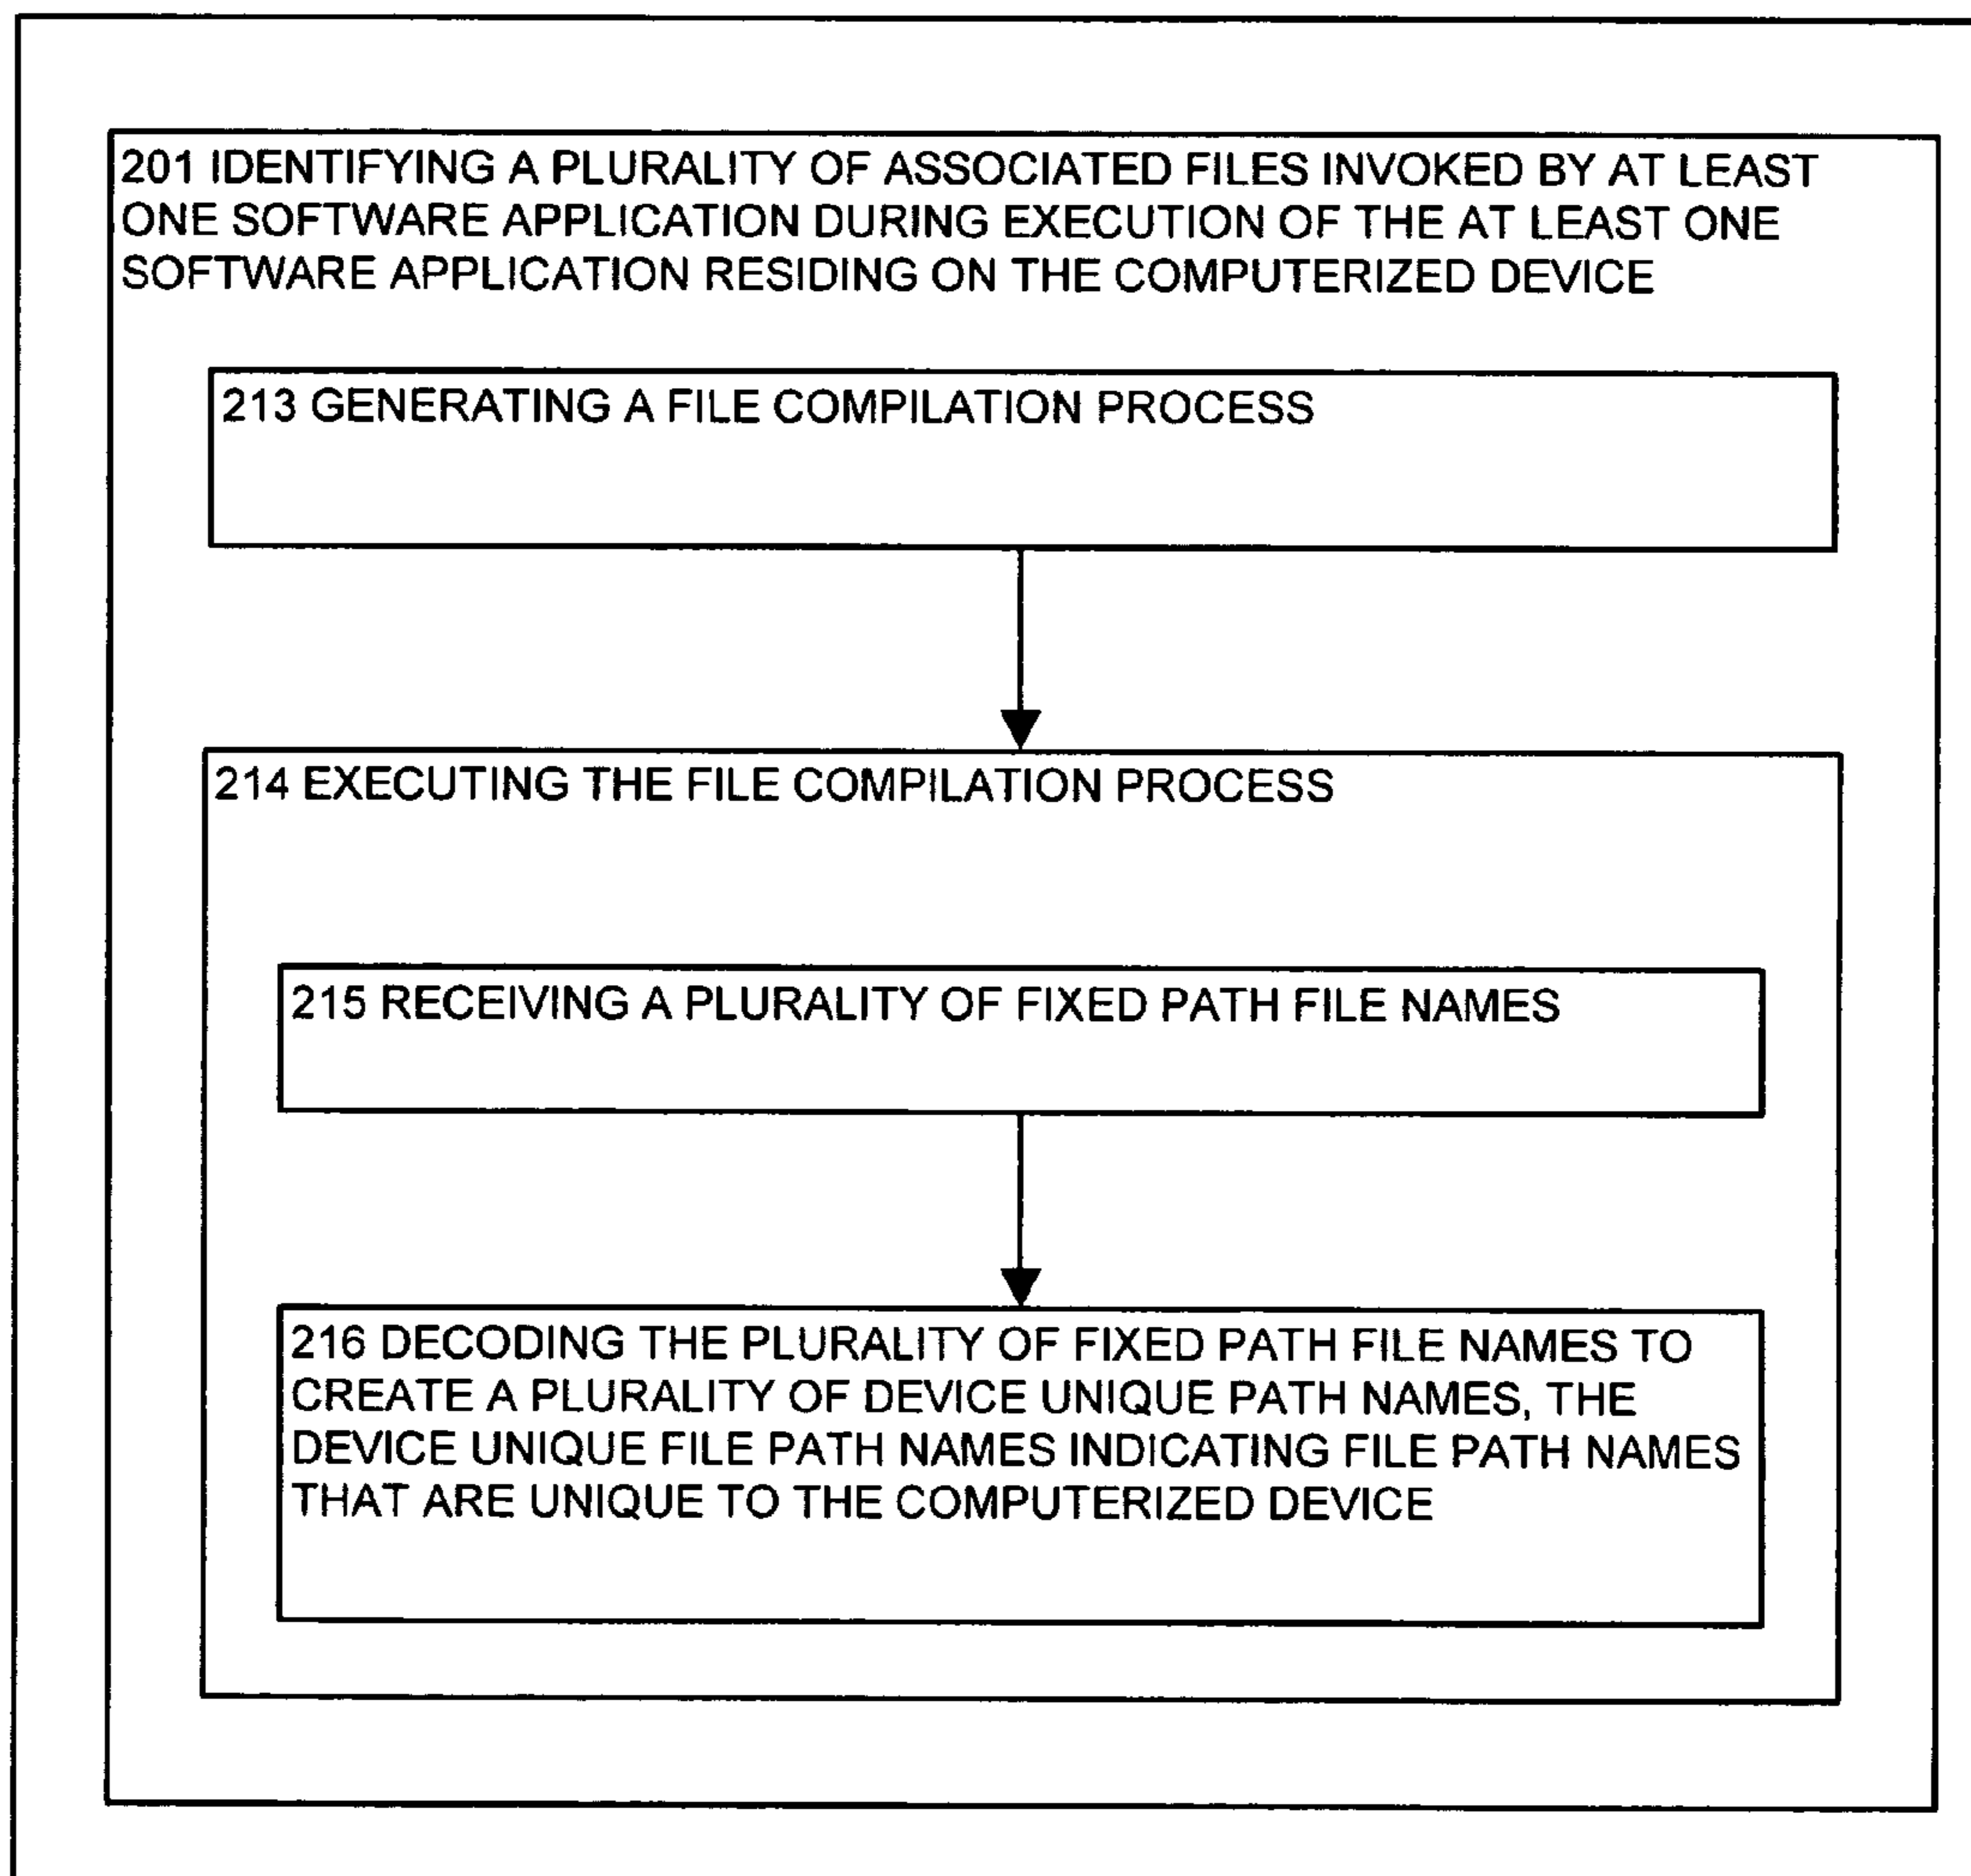 201 IDENTIFYING A PLURALITY OF ASSOCIATED FILES INVOKED BY AT LEAST
ONE SOFTWARE APPLICATION DURING EXECUTION OF THE AT LEAST ONE
SOFTWARE APPLICATION RESIDING ON THE COMPUTERIZED DEVICE
213 GENERATING A FILE COMPILATION PROCESS
214 EXECUTING THE FILE COMPILATION PROCESS
215 RECEIVING A PLURALITY OF FIXED PATH FILE NAMES
216 DECODING THE PLURALITY OF FIXED PATH FILE NAMES TO
CREATE A PLURALITY OF DEVICE UNIQUE PATH NAMES, THE
DEVICE UNIQUE FILE PATH NAMES INDICATING FILE PATH NAMES
THAT ARE UNIQUE TO THE COMPUTERIZED DEVICE